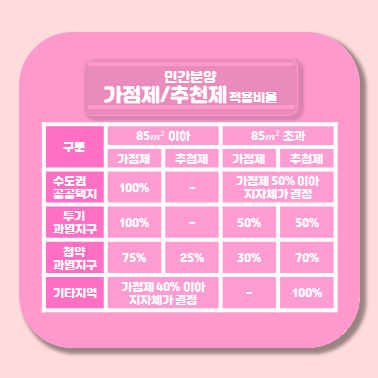 민간분양
가점제/추천제 적용비율
구분 85m² 이하 85m² 초과
가점제 추첨제 가점제 추첨제
수도권
공공택지 100% - 가점제 50% 이하
지자체가 결정
투기
과열지구 100% - 50% 50%
청약
과열지구 75% 25% 30% 70%
기타지역 가점제 40% 이하
지자체가 결정 - 100%